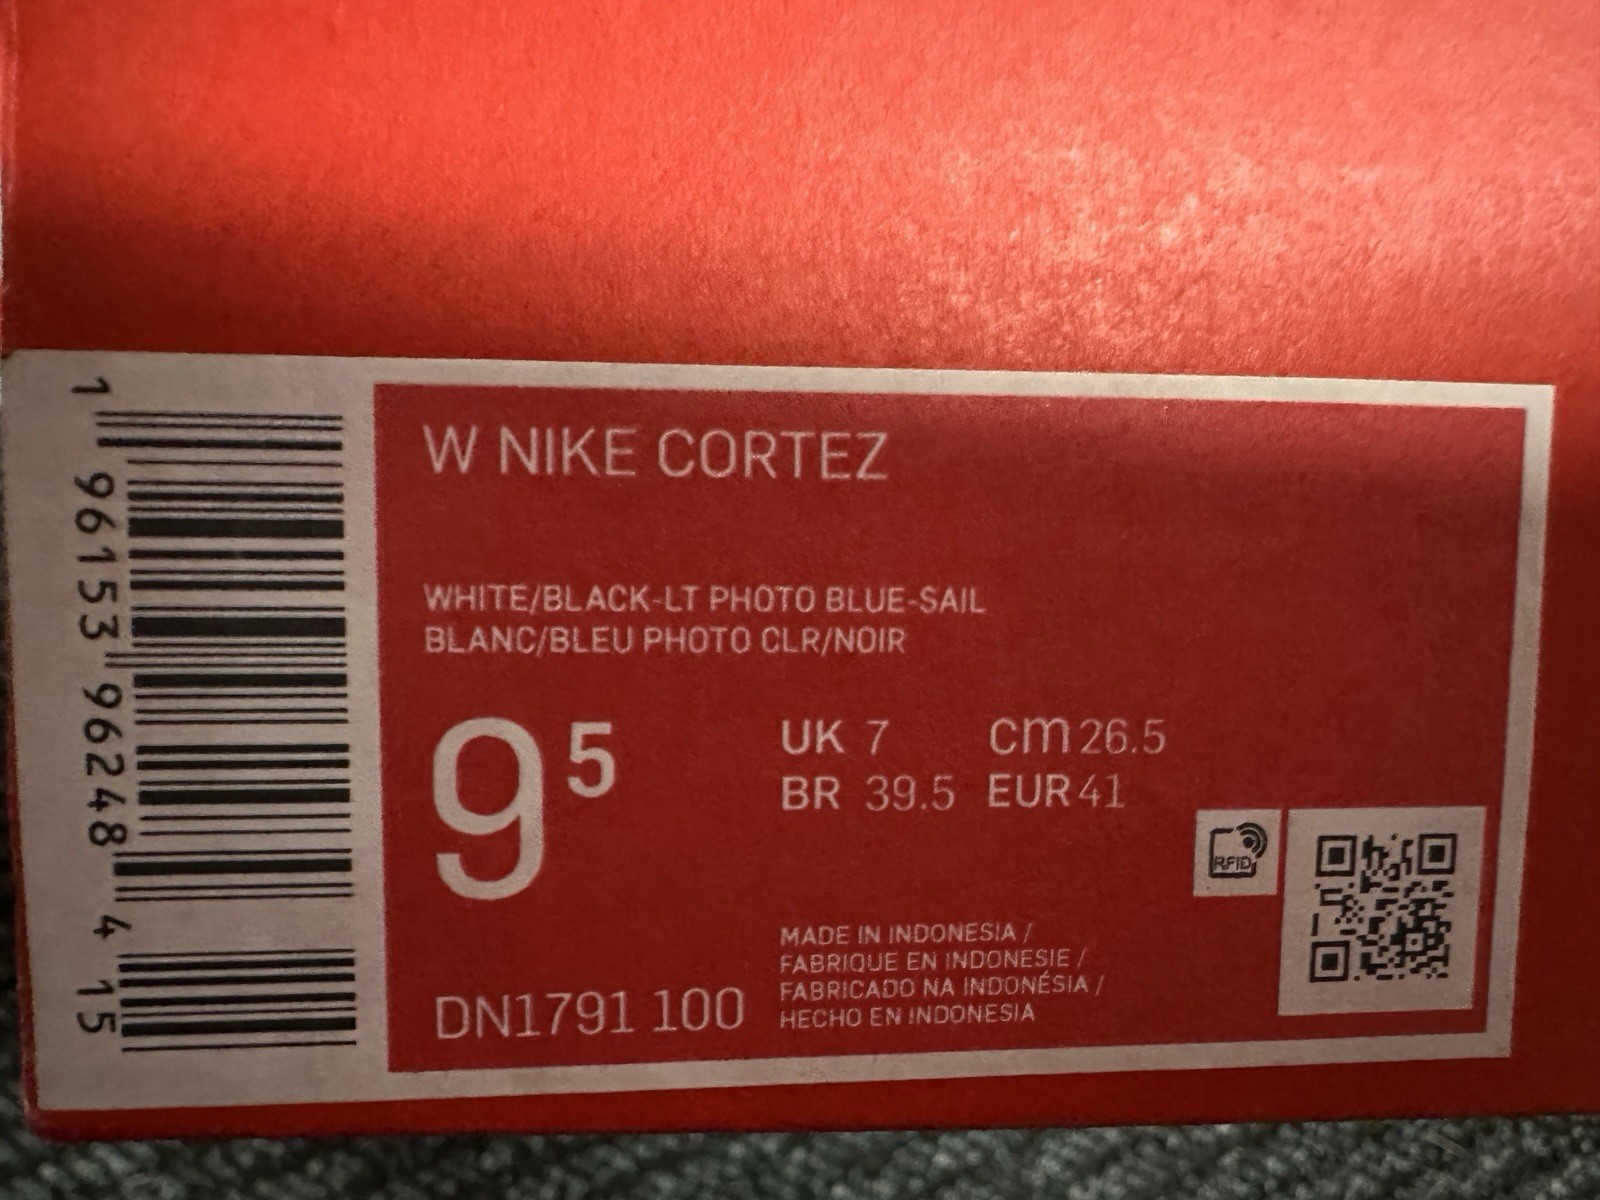 1 96153 96248 4 15
W NIKE CORTEZ
WHITE/BLACK-LT PHOTO BLUE-SAIL
BLANC/BLEU PHOTO CLR/NOIR
9 5
UK 7 cm 26.5
BR 39.5 EUR 41
RFID
DN1791 100
MADE IN INDONESIA /
FABRIQUE EN INDONESIE /
FABRICADO NA INDONÉSIA /
HECHO EN INDONESIA